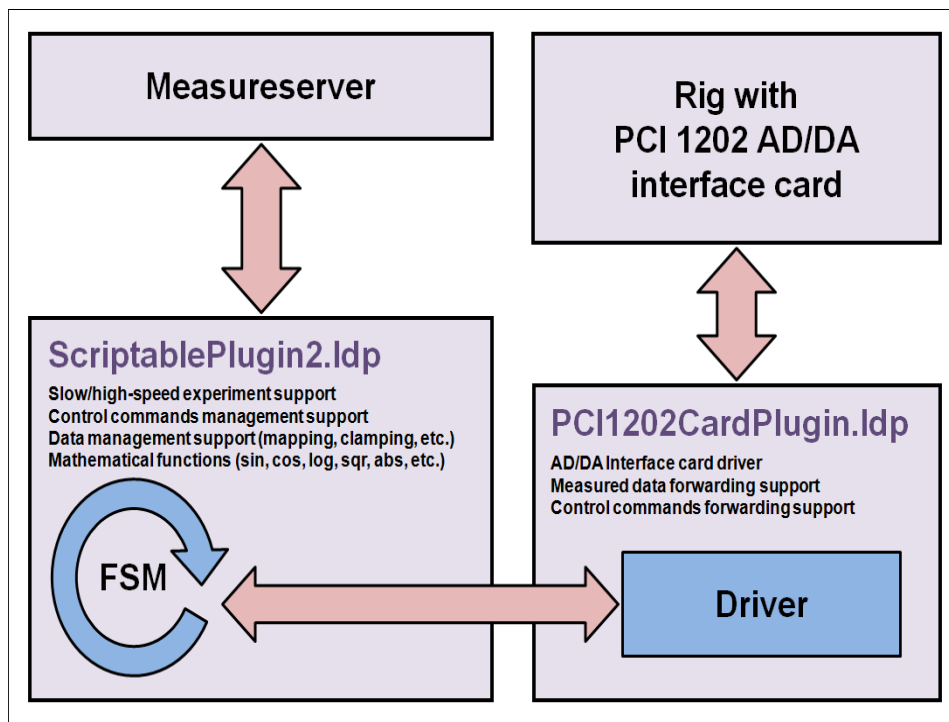 Measureserver
Rig with
PCI 1202 AD/DA
interface card
ScriptablePlugin2.ldp
Slow/high-speed experiment support
Control commands management support
Data management support (mapping, clamping, etc.)
Mathematical functions (sin, cos, log, sqr, abs, etc.)
FSM
PCI1202CardPlugin.ldp
AD/DA Interface card driver
Measured data forwarding support
Control commands forwarding support
Driver